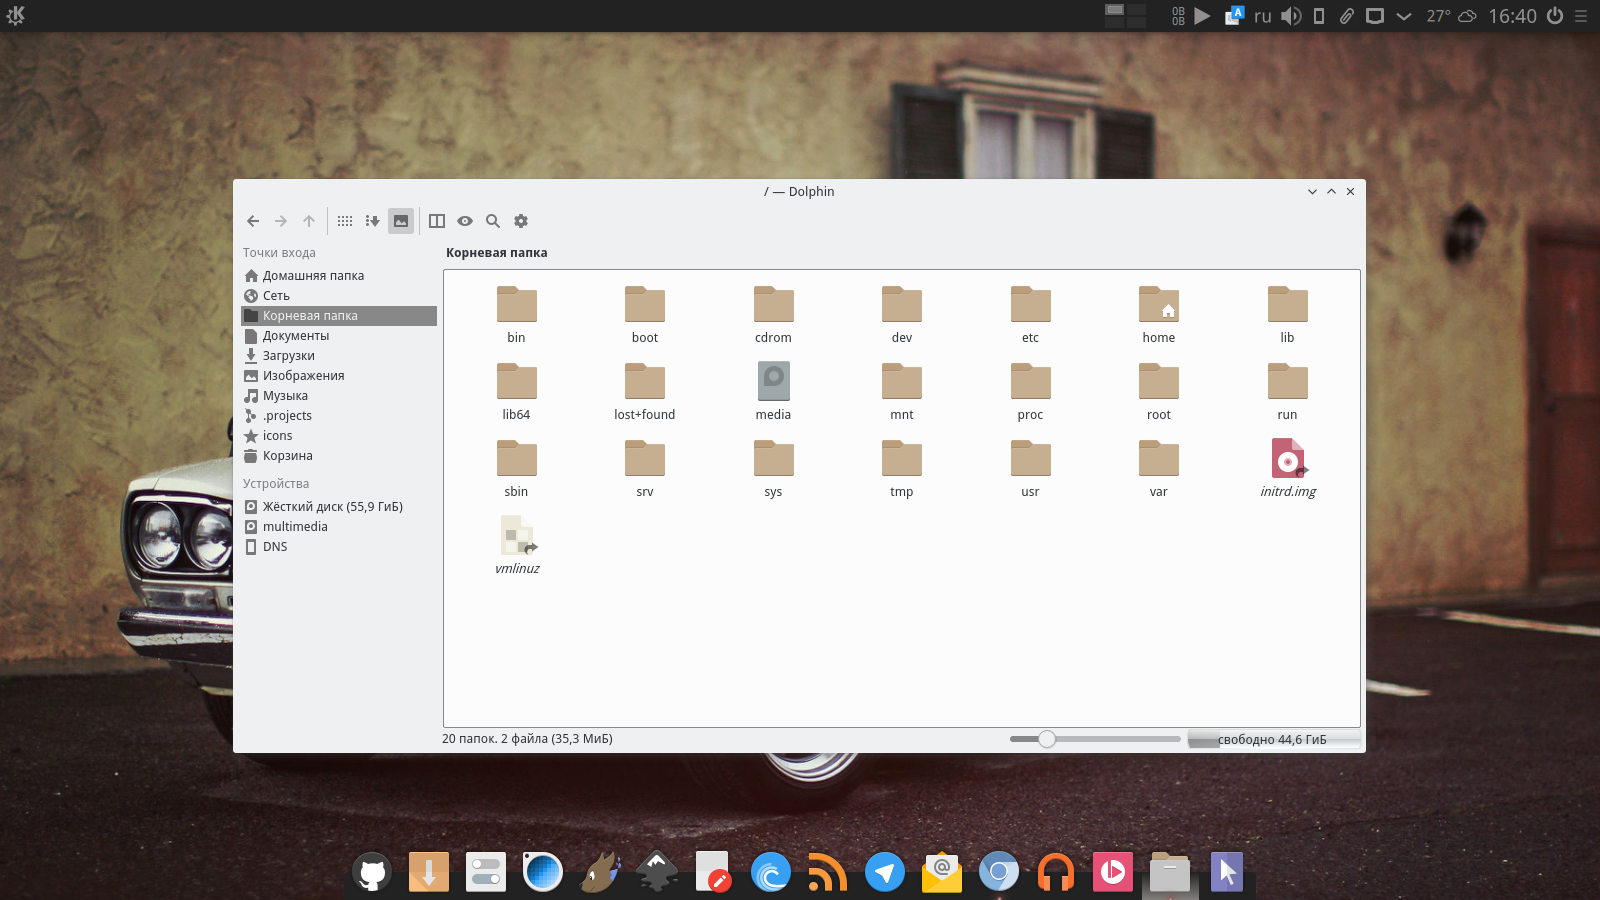 0B
0B
ru
27°
16:40
/ — Dolphin
Точки входа
Домашняя папка
Сеть
Корневая папка
Документы
Загрузки
Изображения
Музыка
.projects
icons
Корзина
Устройства
Жёсткий диск (55,9 ГиБ)
multimedia
DNS
Корневая папка
bin boot cdrom dev etc home lib
lib64 lost+found media mnt proc root run
sbin srv sys tmp usr var initrd.img
vmlinuz
20 папок. 2 файла (35,3 МиБ)
свободно 44,6 ГиБ